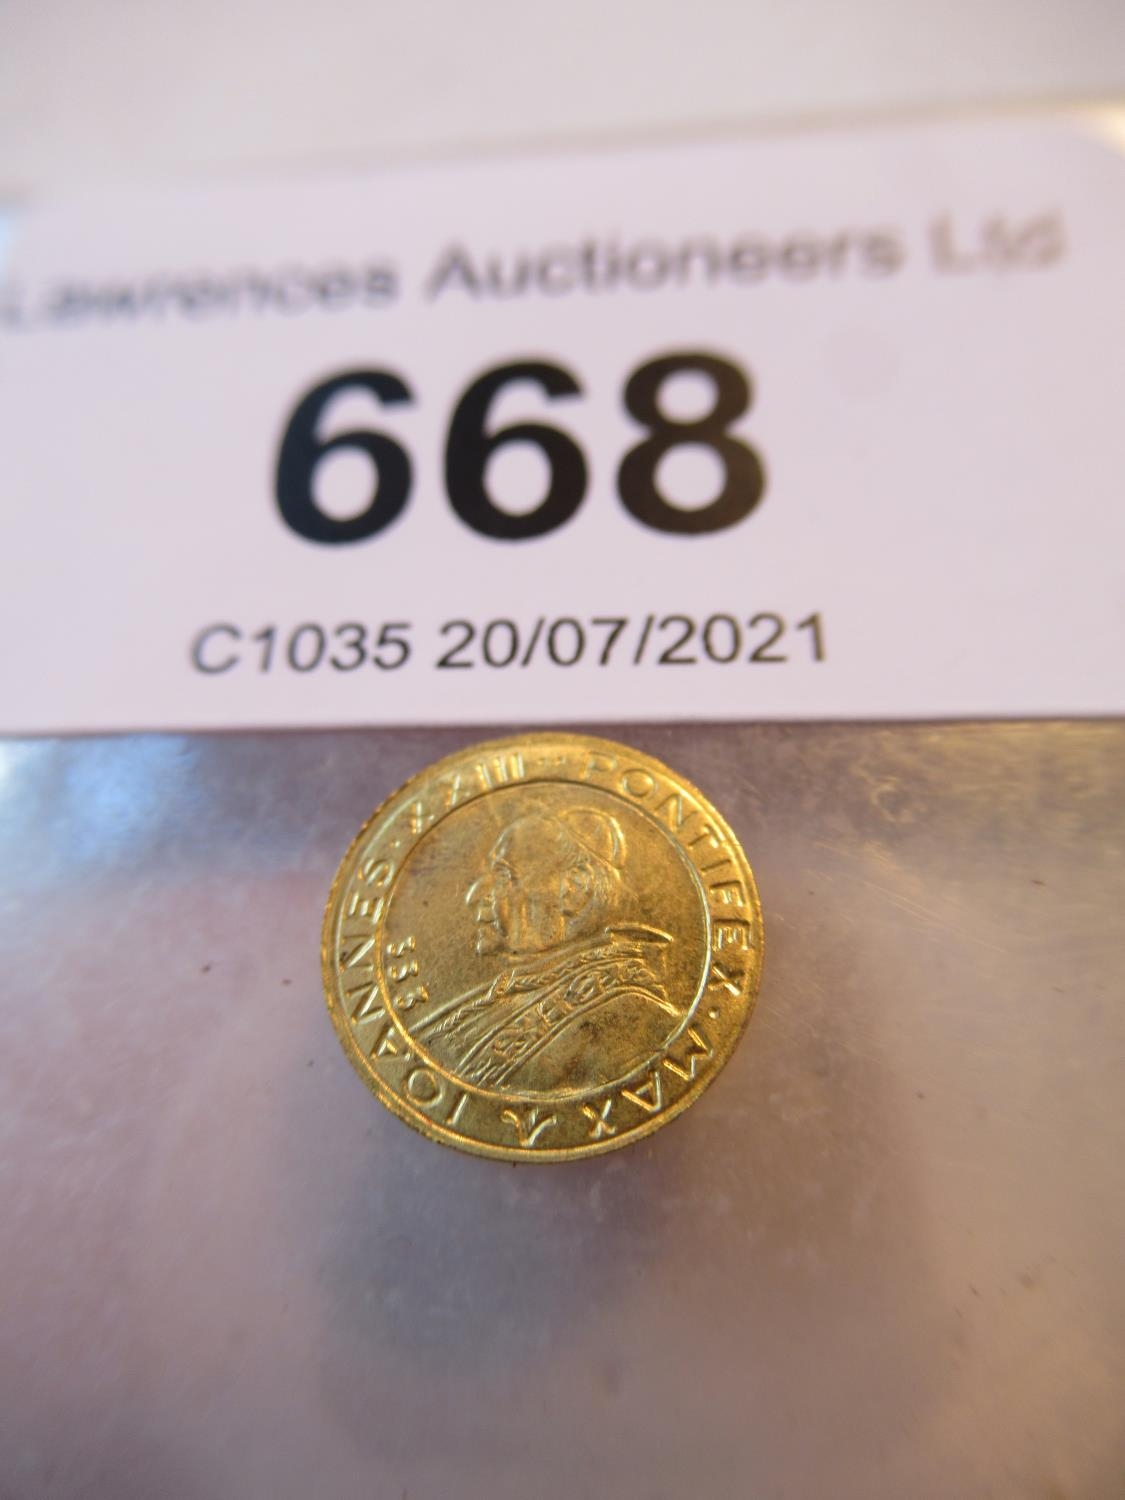 Lawrences Auctioneers Ltd
668
C1035 20/07/2021
IOANNES · XXIII · PONTIFEX · MAX
333